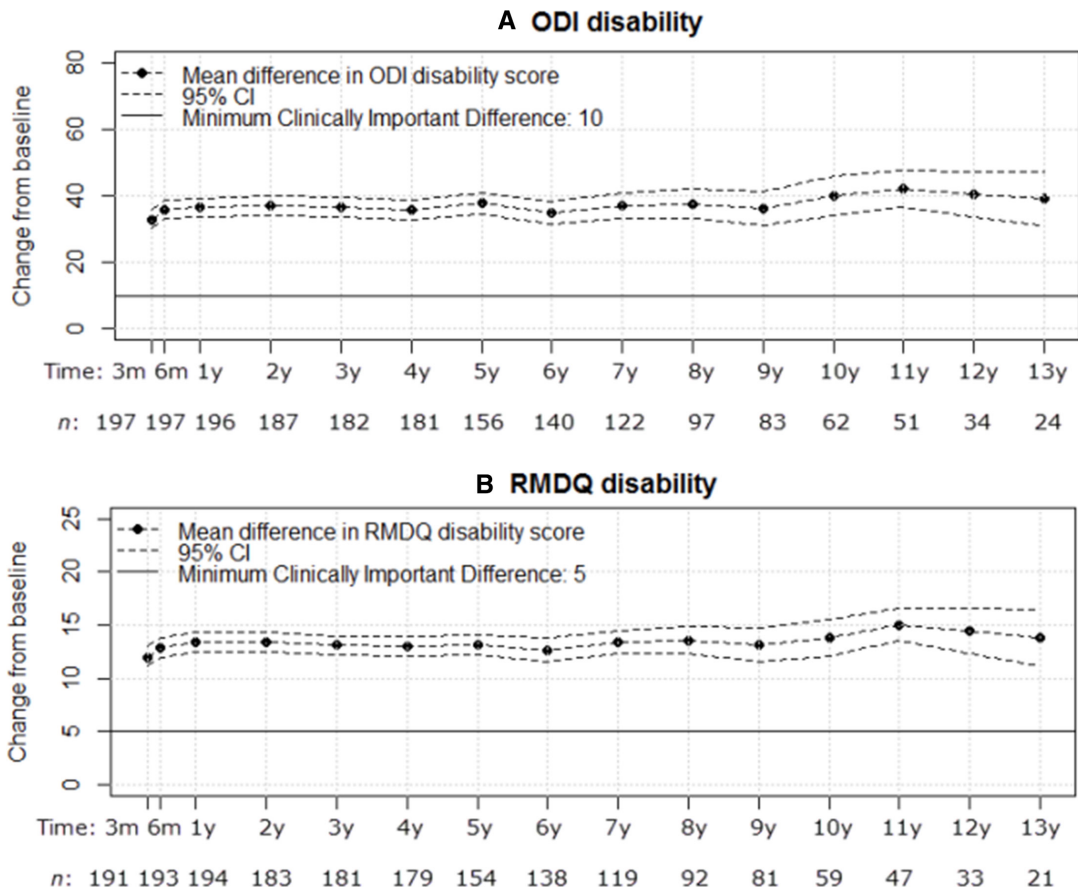 A ODI disability
Change from baseline
80
60
40
20
0
Mean difference in ODI disability score
95% CI
Minimum Clinically Important Difference: 10
Time: 3m 6m 1y 2y 3y 4y 5y 6y 7y 8y 9y 10y 11y 12y 13y
n: 197 197 196 187 182 181 156 140 122 97 83 62 51 34 24
B RMDQ disability
Change from baseline
25
20
15
10
5
0
Mean difference in RMDQ disability score
95% CI
Minimum Clinically Important Difference: 5
Time: 3m 6m 1y 2y 3y 4y 5y 6y 7y 8y 9y 10y 11y 12y 13y
n: 191 193 194 183 181 179 154 138 119 92 81 59 47 33 21